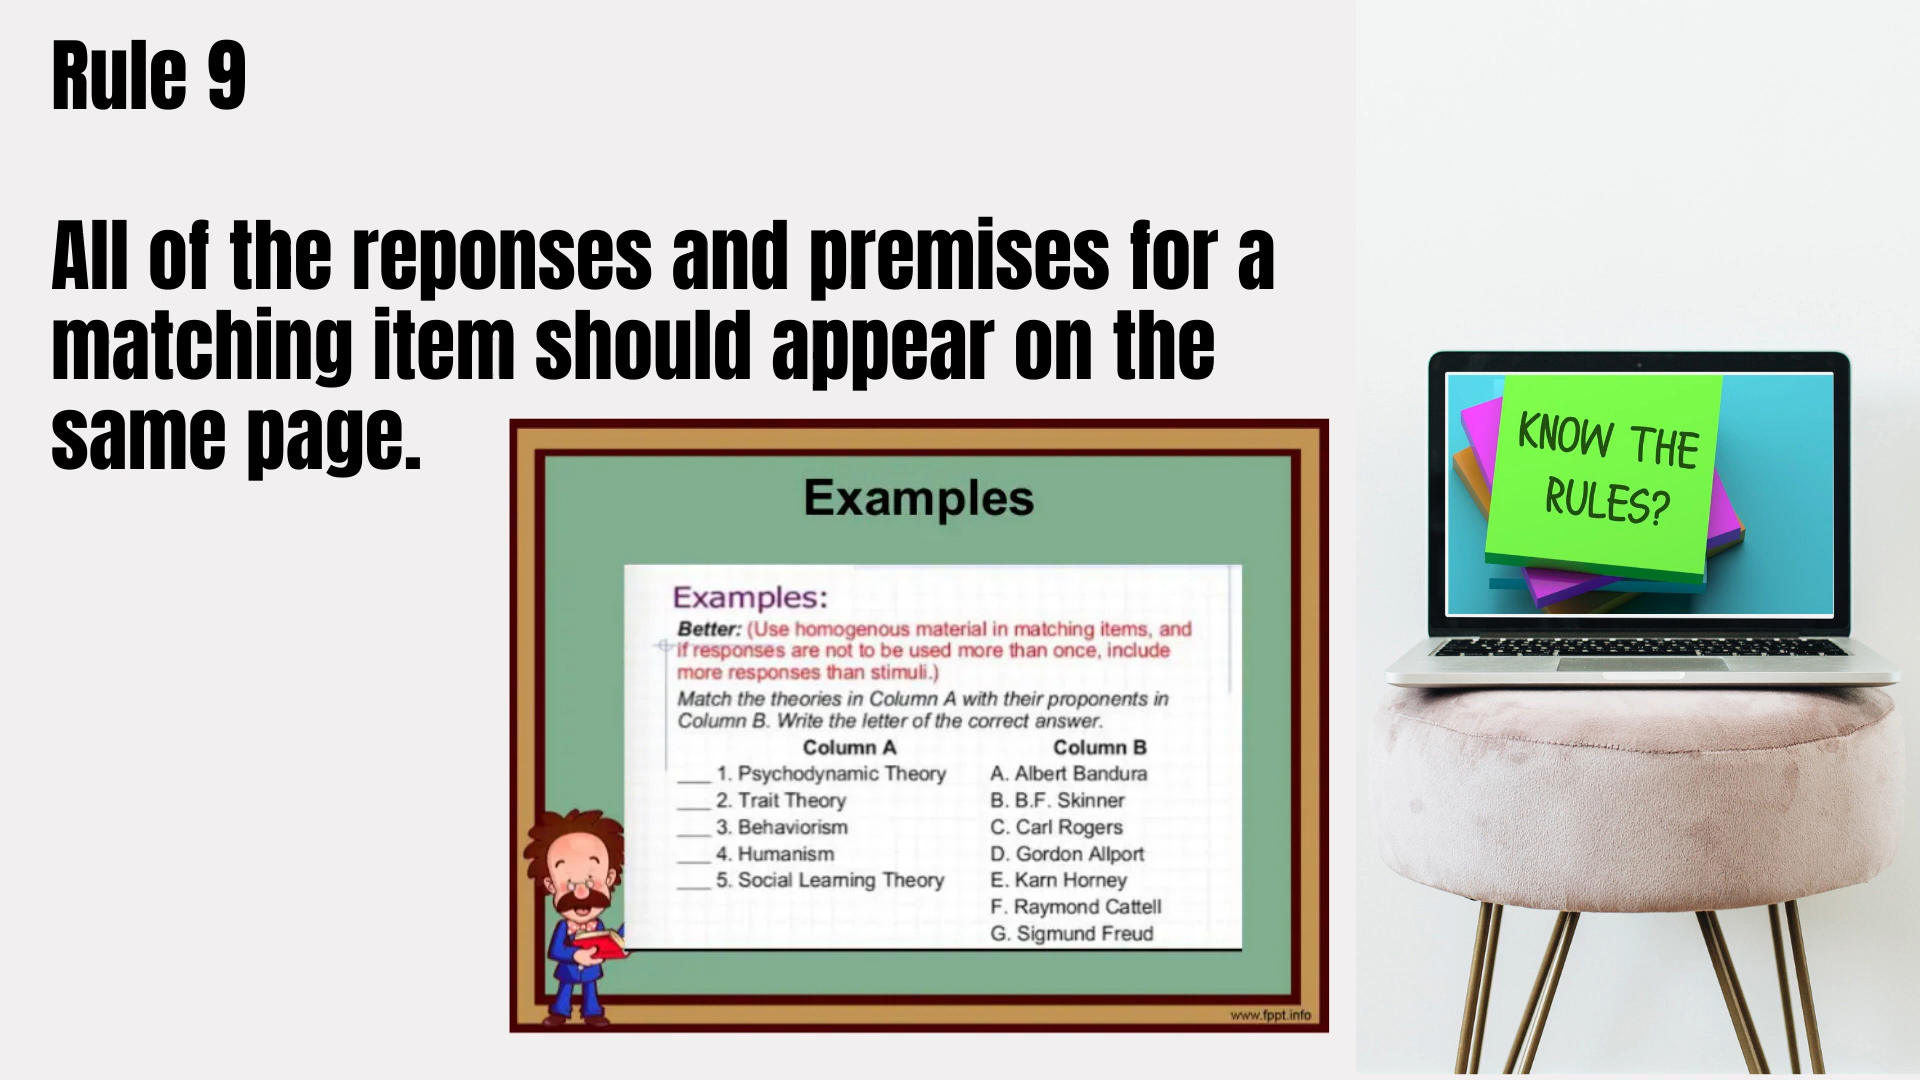 Rule 9
All of the reponses and premises for a
matching item should appear on the
same page.
Examples
Examples:
Better: (Use homogenous material in matching items, and
if responses are not to be used more than once, include
more responses than stimuli.)
Match the theories in Column A with their proponents in
Column B. Write the letter of the correct answer.
Column A Column B
___ 1. Psychodynamic Theory A. Albert Bandura
___ 2. Trait Theory B. B.F. Skinner
___ 3. Behaviorism C. Carl Rogers
___ 4. Humanism D. Gordon Allport
___ 5. Social Learning Theory E. Karn Horney
F. Raymond Cattell
G. Sigmund Freud
www.fppt.info
KNOW THE
RULES?